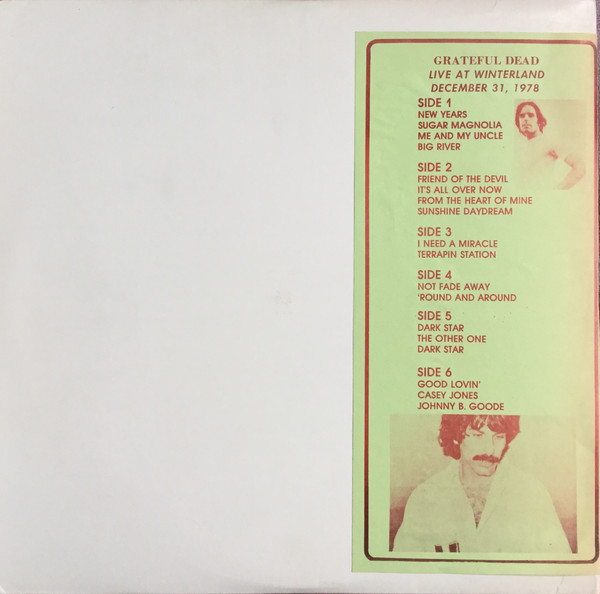 GRATEFUL DEAD
LIVE AT WINTERLAND
DECEMBER 31, 1978
SIDE 1
NEW YEARS
SUGAR MAGNOLIA
ME AND MY UNCLE
BIG RIVER
SIDE 2
FRIEND OF THE DEVIL
IT'S ALL OVER NOW
FROM THE HEART OF MINE
SUNSHINE DAYDREAM
SIDE 3
I NEED A MIRACLE
TERRAPIN STATION
SIDE 4
NOT FADE AWAY
'ROUND AND AROUND
SIDE 5
DARK STAR
THE OTHER ONE
DARK STAR
SIDE 6
GOOD LOVIN'
CASEY JONES
JOHNNY B. GOODE